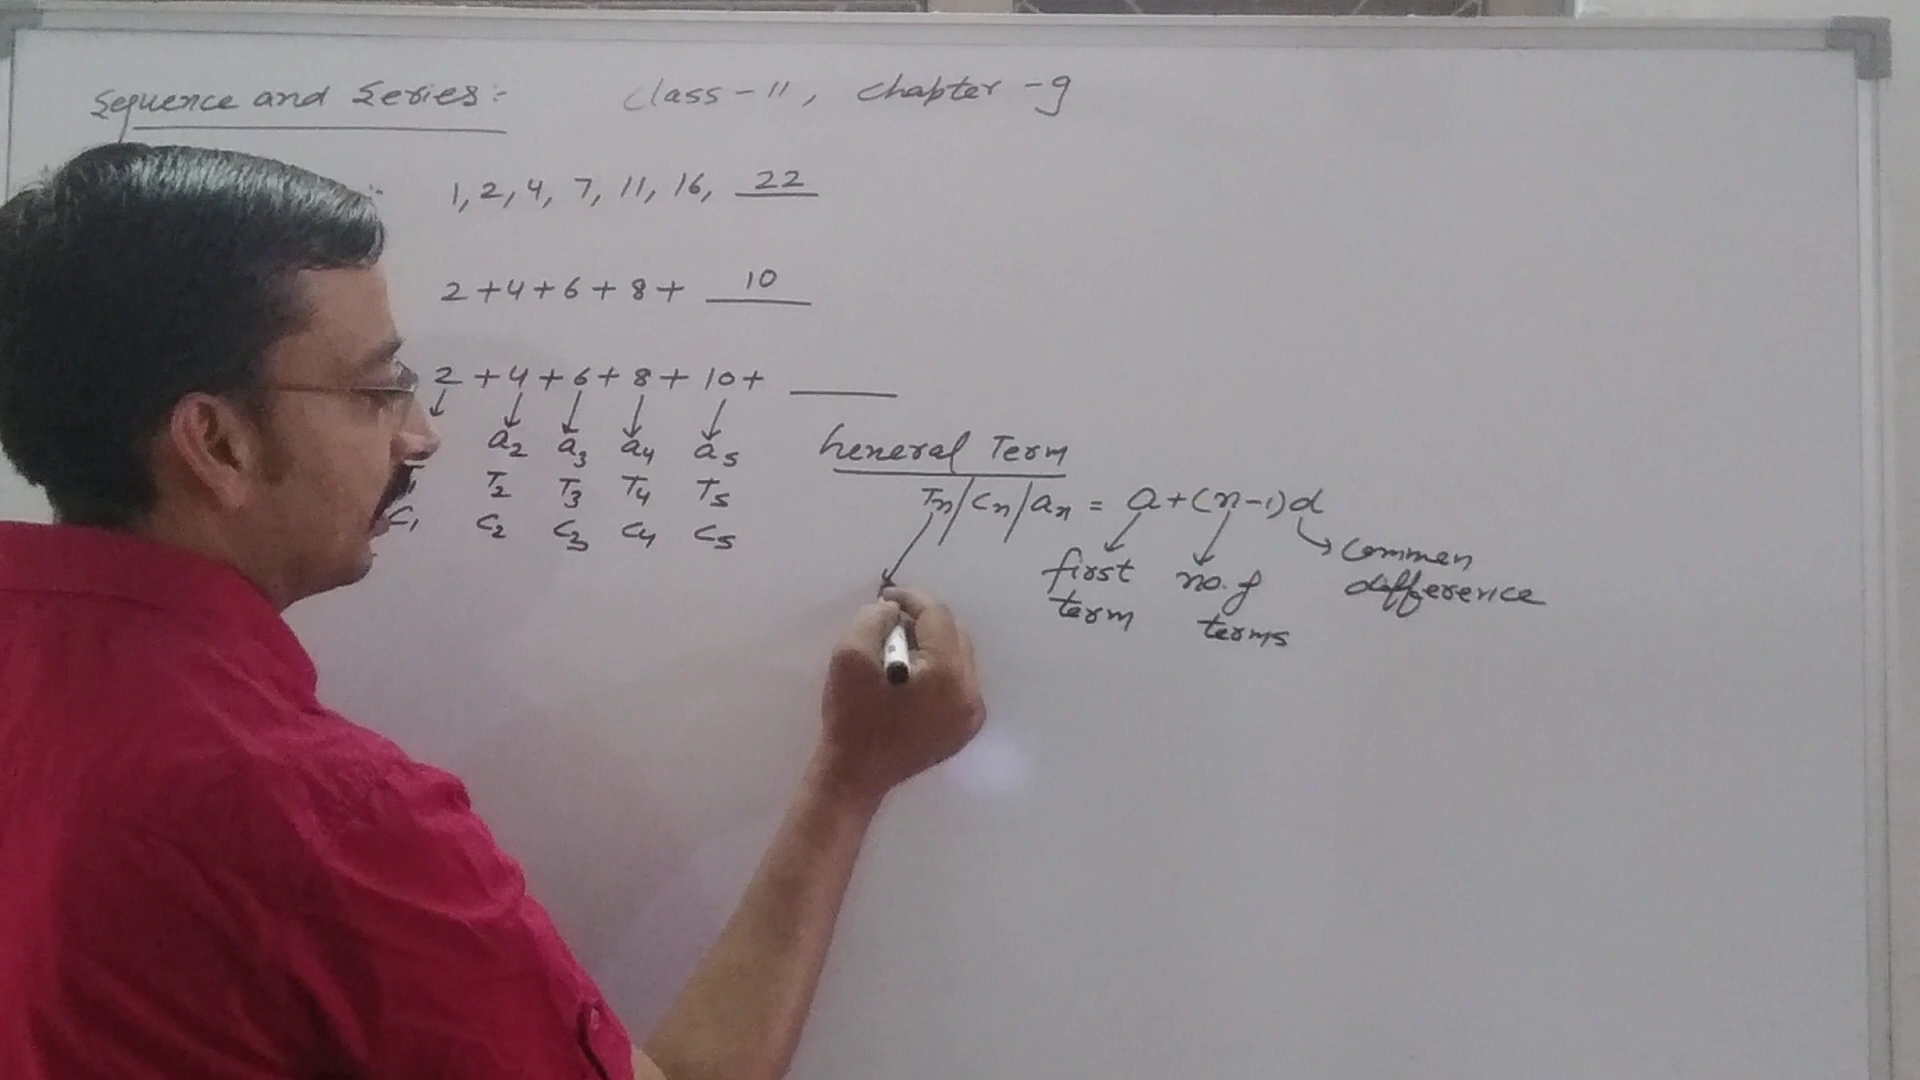 Sequence and Series:- Class-11, Chapter-9
1, 2, 4, 7, 11, 16, 22
2+4+6+8+ 10
2+4+6+8+10+
a2 a3 a4 a5
T2 T3 T4 T5
C1 C2 C3 C4 C5
General Term
Tn/Cn/an = a+(n-1)d
first term
no. of terms
common difference